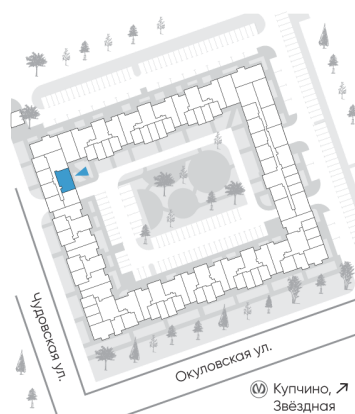 Чудовская ул.
Окуловская ул.
Купчино, ↗
Звёздная